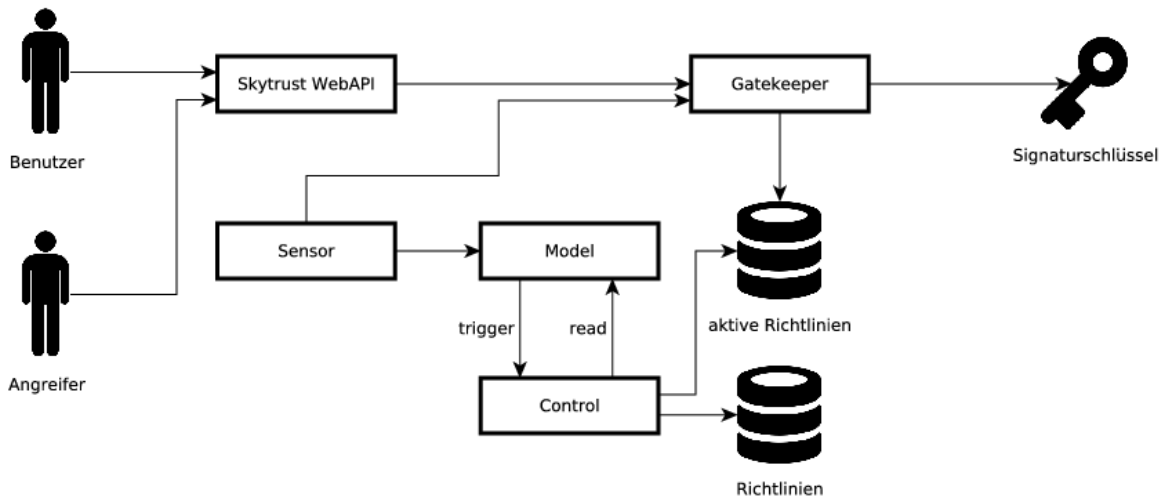 Skytrust WebAPI
Gatekeeper
Benutzer
Signaturschlüssel
Sensor
Model
trigger
read
aktive Richtlinien
Angreifer
Control
Richtlinien